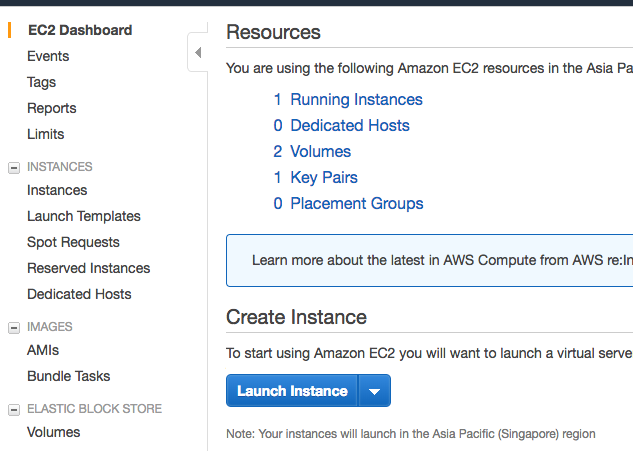 EC2 Dashboard
Events
Tags
Reports
Limits
INSTANCES
Instances
Launch Templates
Spot Requests
Reserved Instances
Dedicated Hosts
IMAGES
AMIs
Bundle Tasks
ELASTIC BLOCK STORE
Volumes
Resources
You are using the following Amazon EC2 resources in the Asia Pa
1 Running Instances
0 Dedicated Hosts
2 Volumes
1 Key Pairs
0 Placement Groups
Learn more about the latest in AWS Compute from AWS re:In
Create Instance
To start using Amazon EC2 you will want to launch a virtual serve
Launch Instance
Note: Your instances will launch in the Asia Pacific (Singapore) region